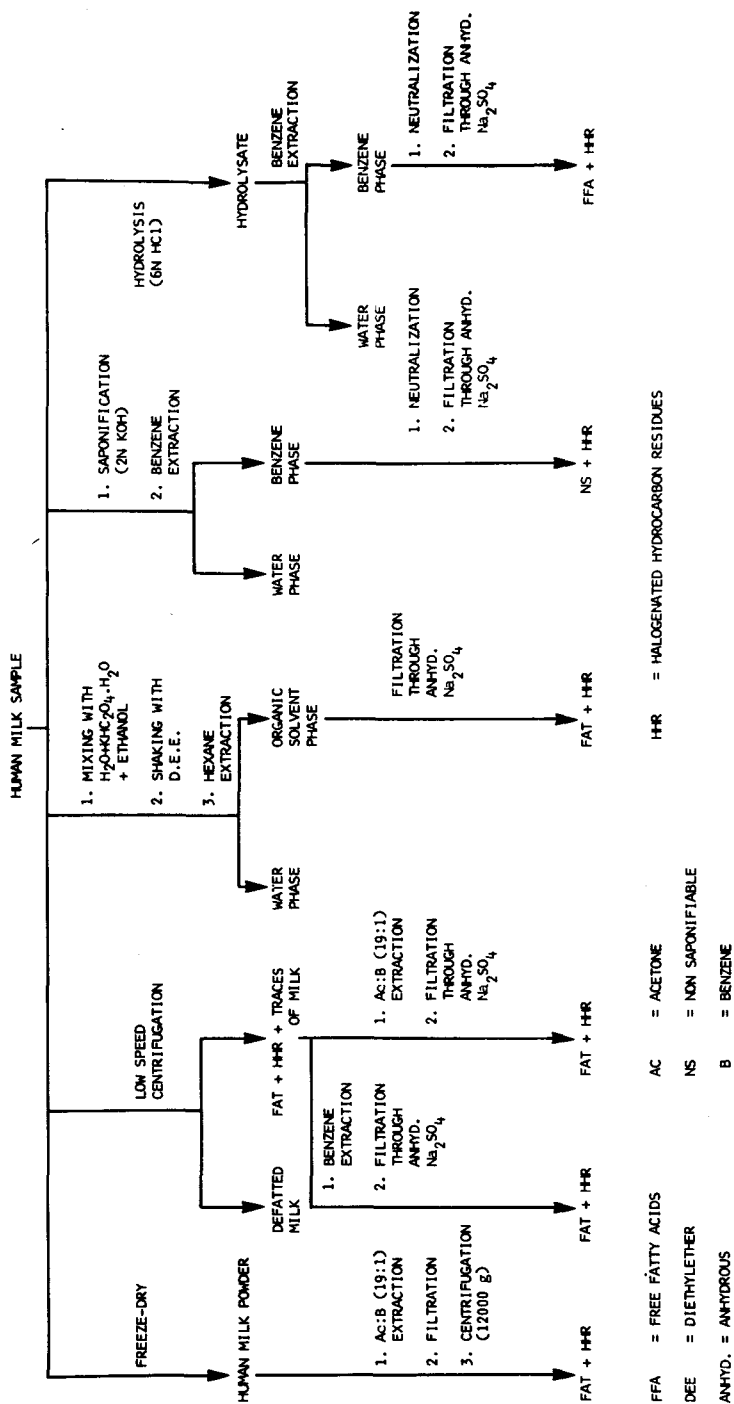 HUMAN MILK SAMPLE
FREEZE-DRY
HUMAN MILK POWDER
1. Ac:B (19:1)
EXTRACTION
2. FILTRATION
3. CENTRIFUGATION
(12000 g)
FAT + HHR
LOW SPEED
CENTRIFUGATION
DEFATTED
MILK
FAT + HHR + TRACES
OF MILK
1. BENZENE
EXTRACTION
2. FILTRATION
THROUGH
ANHYD.
Na2SO4
FAT + HHR
1. Ac:B (19:1)
EXTRACTION
2. FILTRATION
THROUGH
ANHYD.
Na2SO4
FAT + HHR
1. MIXING WITH
H2O+KHC2O4.H2O
+ ETHANOL
2. SHAKING WITH
D.E.E.
3. HEXANE
EXTRACTION
WATER
PHASE
ORGANIC
SOLVENT
PHASE
FILTRATION
THROUGH
ANHYD.
Na2SO4
FAT + HHR
1. SAPONIFICATION
(2N KOH)
2. BENZENE
EXTRACTION
WATER
PHASE
BENZENE
PHASE
1. NEUTRALIZATION
2. FILTRATION
THROUGH ANHYD.
Na2SO4
NS + HHR
HYDROLYSIS
(6N HCl)
HYDROLYSATE
BENZENE
EXTRACTION
WATER
PHASE
BENZENE
PHASE
1. NEUTRALIZATION
2. FILTRATION
THROUGH ANHYD.
Na2SO4
FFA + HHR
FFA = FREE FATTY ACIDS
DEE = DIETHYLETHER
ANHYD. = ANHYDROUS
AC = ACETONE
NS = NON SAPONIFIABLE
B = BENZENE
HHR = HALOGENATED HYDROCARBON RESIDUES